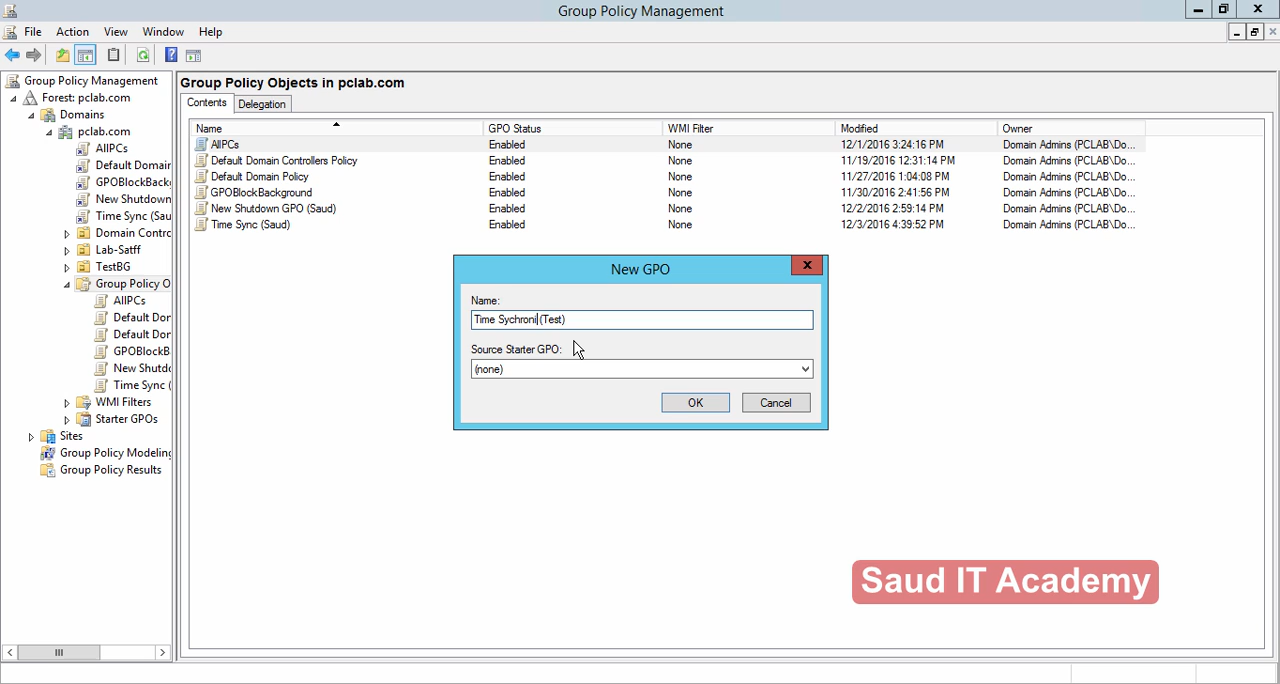 Group Policy Management
File Action View Window Help
Group Policy Management
Forest: pclab.com
Domains
pclab.com
AllPCs
Default Domain
GPOBlockBackg
New Shutdown
Time Sync (Sau
Domain Contro
Lab-Satff
TestBG
Group Policy O
AllPCs
Default Dor
Default Dor
GPOBlockB
New Shutdo
Time Sync (
WMI Filters
Starter GPOs
Sites
Group Policy Modeling
Group Policy Results
Group Policy Objects in pclab.com
Contents Delegation
Name GPO Status WMI Filter Modified Owner
AllPCs Enabled None 12/1/2016 3:24:16 PM Domain Admins (PCLAB\Do...
Default Domain Controllers Policy Enabled None 11/19/2016 12:31:14 PM Domain Admins (PCLAB\Do...
Default Domain Policy Enabled None 11/27/2016 1:04:08 PM Domain Admins (PCLAB\Do...
GPOBlockBackground Enabled None 11/30/2016 2:41:56 PM Domain Admins (PCLAB\Do...
New Shutdown GPO (Saud) Enabled None 12/2/2016 2:59:14 PM Domain Admins (PCLAB\Do...
Time Sync (Saud) Enabled None 12/3/2016 4:39:52 PM Domain Admins (PCLAB\Do...
New GPO
Name:
Time Sychroni(Test)
Source Starter GPO:
(none)
OK Cancel
Saud IT Academy